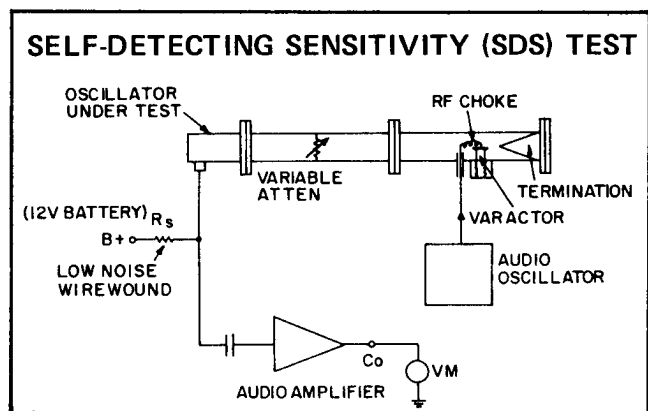 SELF-DETECTING SENSITIVITY (SDS) TEST
OSCILLATOR
UNDER TEST
RF CHOKE
VARIABLE
ATTEN
TERMINATION
VARACTOR
(12V BATTERY)
Rs
B+
LOW NOISE
WIREWOUND
AUDIO
OSCILLATOR
Co
VM
AUDIO AMPLIFIER